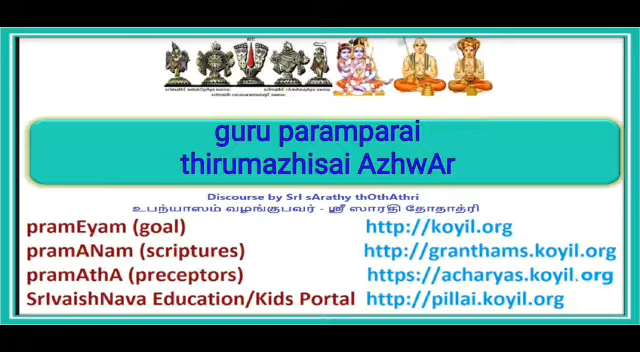 guru paramparai
thirumazhisai AzhwAr
Discourse by SrI sArathy thOthAthri
உபந்யாஸம் வழங்குபவர் - ஸ்ரீ ஸாரதி தோதாத்ரி
pramEyam (goal) http://koyil.org
pramANam (scriptures) http://granthams.koyil.org
pramAthA (preceptors) https://acharyas.koyil.org
SrIvaishNava Education/Kids Portal http://pillai.koyil.org